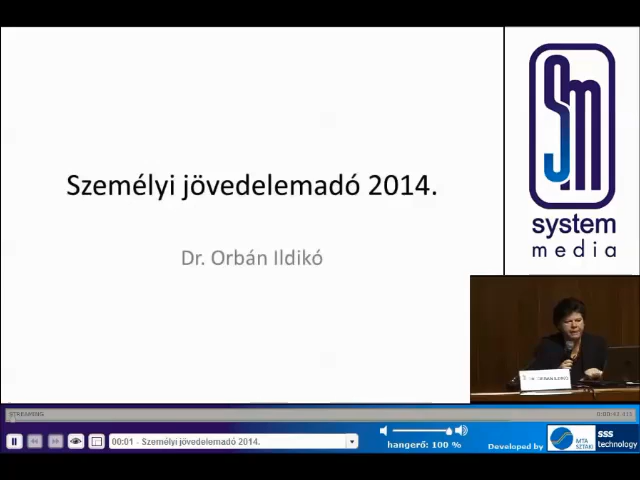 Személyi jövedelemadó 2014.
Dr. Orbán Ildikó
sm
system
media
STREAMING
00:01 - Személyi jövedelemadó 2014.
hangerő: 100 %
Developed by
MTA
SZTAKI
sss
technology